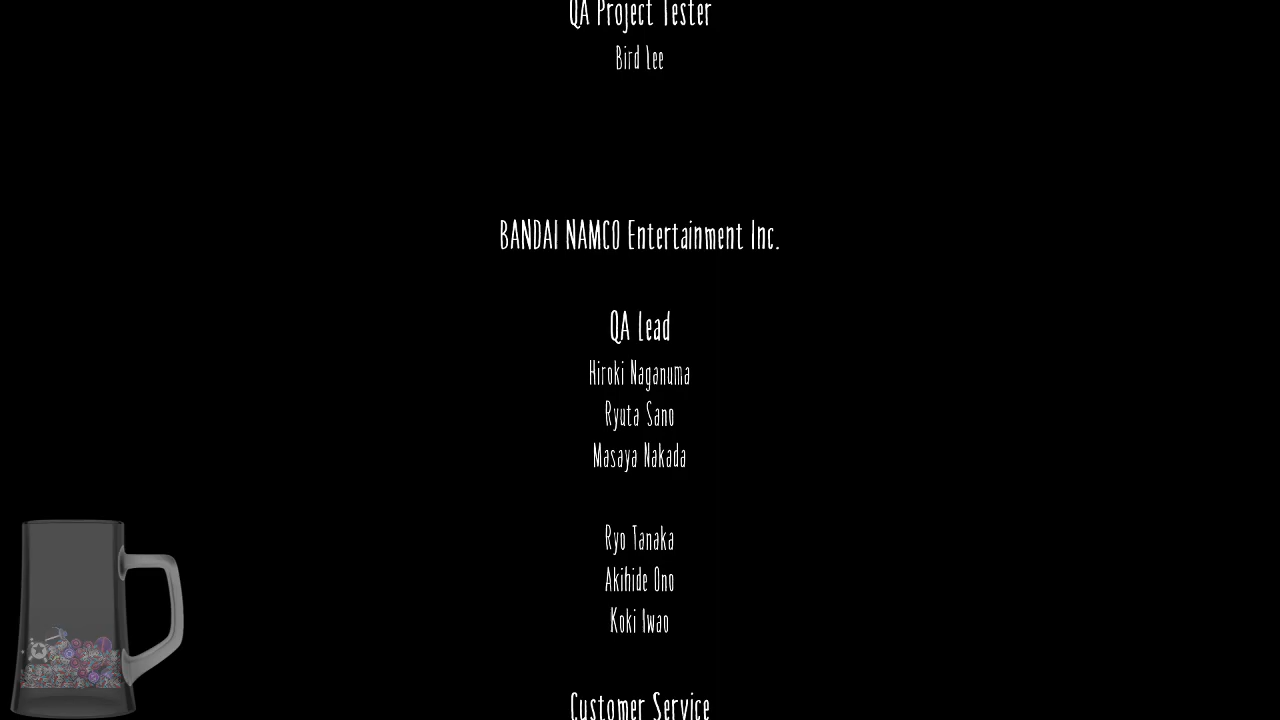 QA Project Tester
Bird Lee
BANDAI NAMCO Entertainment Inc.
QA Lead
Hiroki Naganuma
Ryuta Sano
Masaya Nakada
Ryo Tanaka
Akihide Ono
Koki Iwao
Customer Service